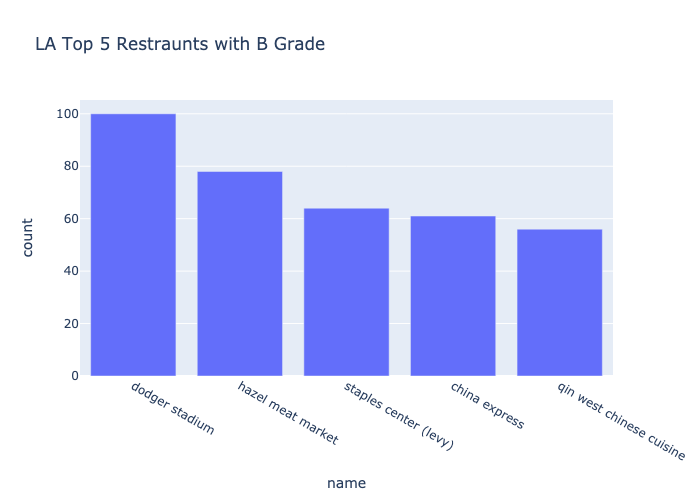 LA Top 5 Restraunts with B Grade
count
100
80
60
40
20
0
dodger stadium
hazel meat market
staples center (levy)
china express
qin west chinese cuisine
name